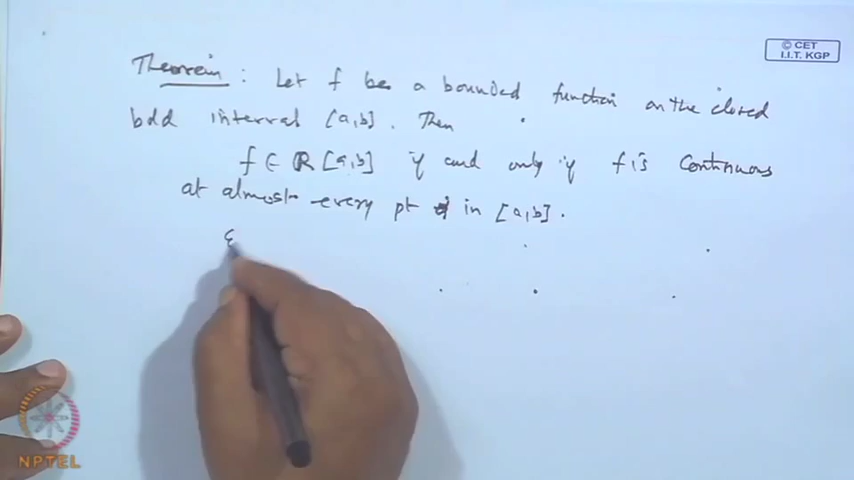 © CET
I.I.T. KGP
Theorem : Let f be a bounded function on the closed
bdd interval [a,b]. Then
f ∈ R [a,b] if and only if f is continuous
at almost every pt in [a,b].
NPTEL